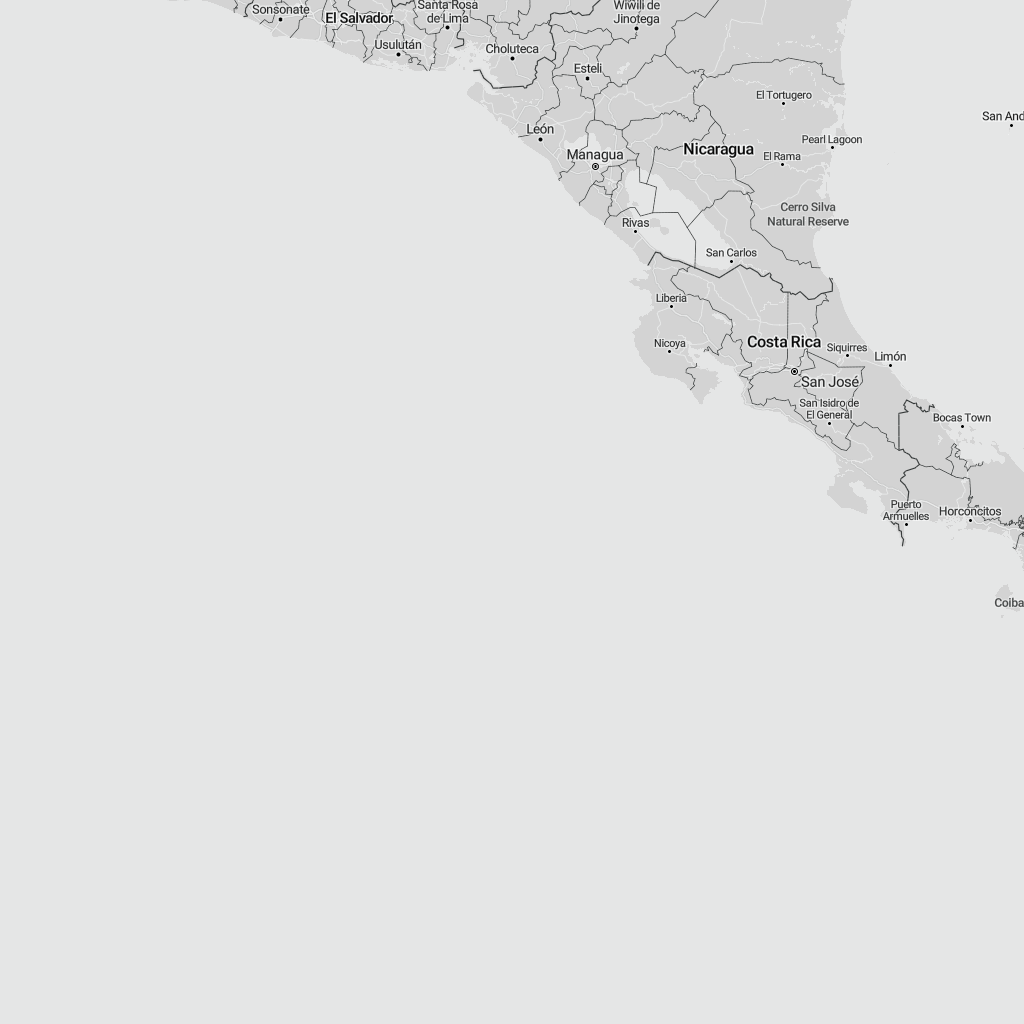 Sonsonate
El Salvador
Santa Rosa
de Lima
Usulután
Choluteca
Wiwilí de
Jinotega
Estelí
El Tortugero
San And
León
Pearl Lagoon
Managua
Nicaragua
El Rama
Cerro Silva
Natural Reserve
Rivas
San Carlos
Liberia
Nicoya
Costa Rica
Siquirres
Limón
San José
San Isidro de
El General
Bocas Town
Puerto
Armuelles
Horconcitos
Coiba